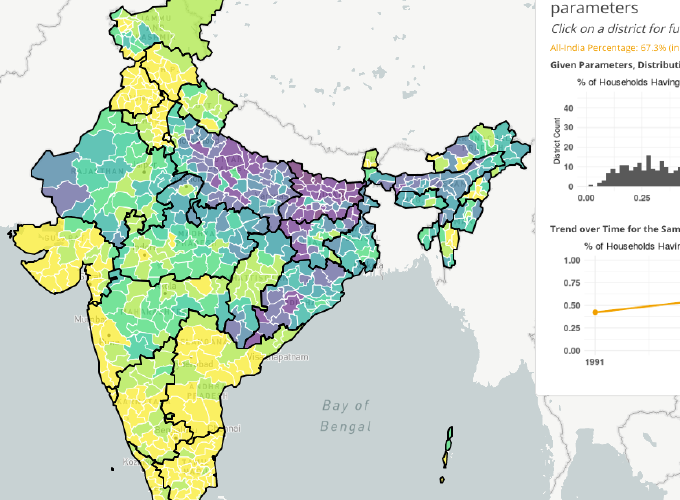 parameters
Click on a district for fu
All-India Percentage: 67.3% (in
Given Parameters, Distributi
% of Households Having
District Count
40
30
20
10
0
0.00
0.25
Trend over Time for the Sam
% of Households Havin
1.00
0.75
0.50
0.25
0.00
1991
Visakhapatnam
Bay of
Bengal